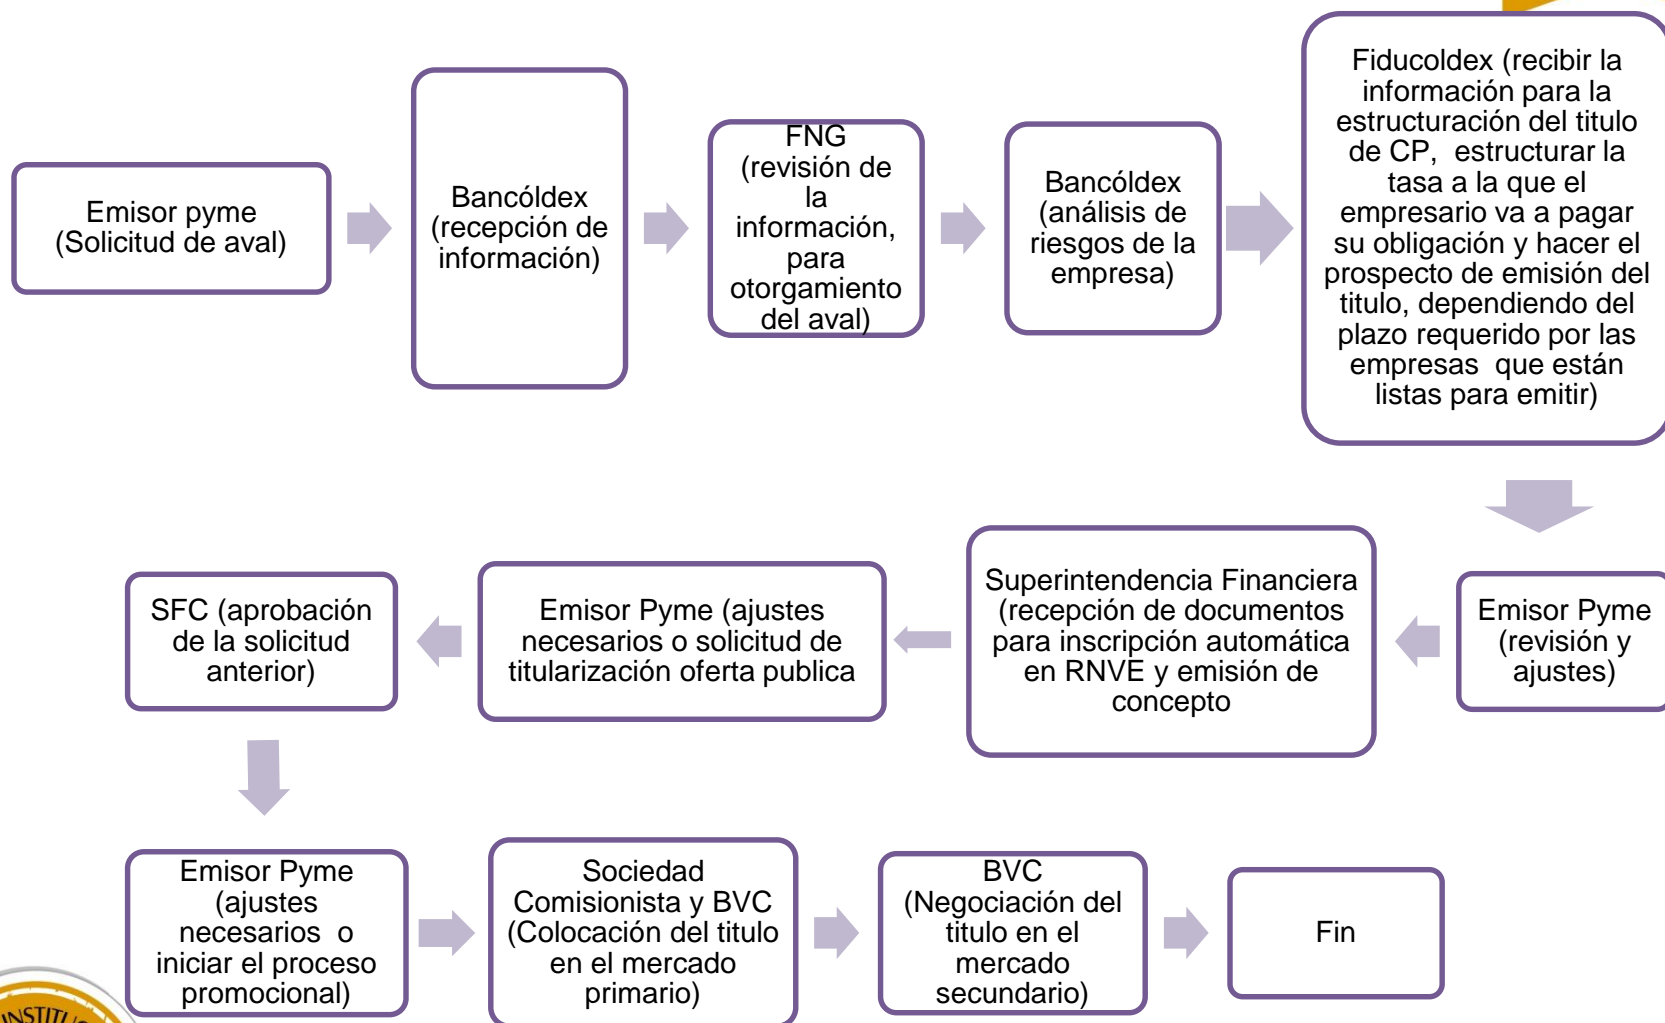 Emisor pyme
(Solicitud de aval)
Bancóldex
(recepción de
información)
FNG
(revisión de
la
información,
para
otorgamiento
del aval)
Bancóldex
(análisis de
riesgos de la
empresa)
Fiducoldex (recibir la
información para la
estructuración del titulo
de CP, estructurar la
tasa a la que el
empresario va a pagar
su obligación y hacer el
prospecto de emisión del
titulo, dependiendo del
plazo requerido por las
empresas que están
listas para emitir)
Emisor Pyme
(revisión y
ajustes)
Superintendencia Financiera
(recepción de documentos
para inscripción automática
en RNVE y emisión de
concepto
Emisor Pyme (ajustes
necesarios o solicitud de
titularización oferta publica
SFC (aprobación
de la solicitud
anterior)
Emisor Pyme
(ajustes
necesarios o
iniciar el proceso
promocional)
Sociedad
Comisionista y BVC
(Colocación del titulo
en el mercado
primario)
BVC
(Negociación del
titulo en el
mercado
secundario)
Fin